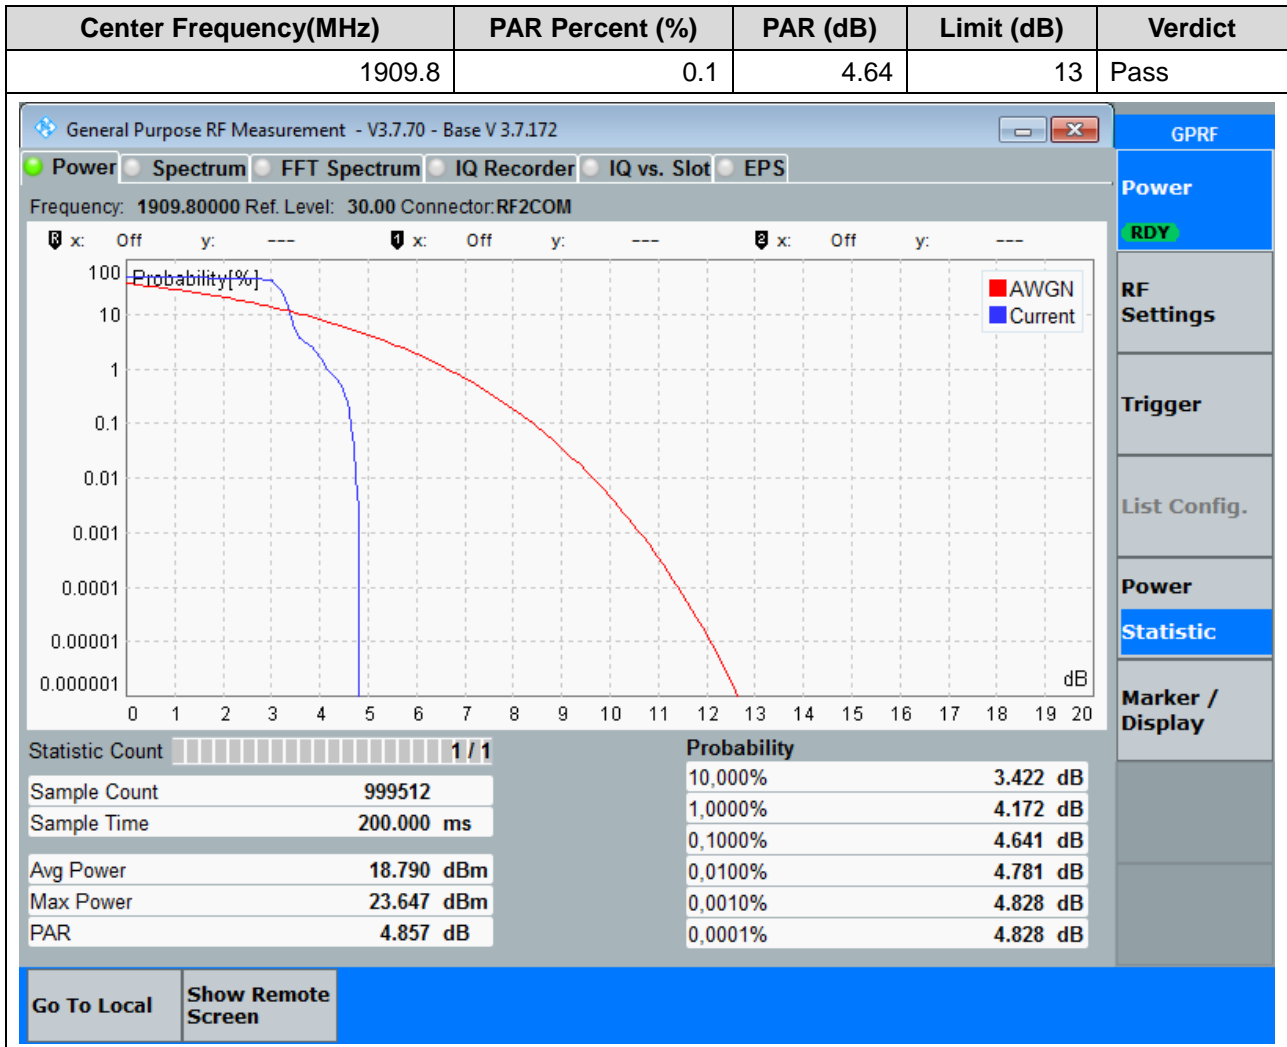 Center Frequency(MHz) PAR Percent (%) PAR (dB) Limit (dB) Verdict
1909.8 0.1 4.64 13 Pass
General Purpose RF Measurement - V3.7.70 - Base V 3.7.172
GPRF
Power Spectrum FFT Spectrum IQ Recorder IQ vs. Slot EPS
Frequency: 1909.80000 Ref. Level: 30.00 Connector: RF2COM
R x: Off y: --- 1 x: Off y: --- 2 x: Off y: ---
Probability[%]
AWGN
Current
100
10
1
0.1
0.01
0.001
0.0001
0.00001
0.000001
dB
0 1 2 3 4 5 6 7 8 9 10 11 12 13 14 15 16 17 18 19 20
Statistic Count 1 / 1
Sample Count 999512
Sample Time 200.000 ms
Avg Power 18.790 dBm
Max Power 23.647 dBm
PAR 4.857 dB
Probability
10,000% 3.422 dB
1,0000% 4.172 dB
0,1000% 4.641 dB
0,0100% 4.781 dB
0,0010% 4.828 dB
0,0001% 4.828 dB
Power
RDY
RF
Settings
Trigger
List Config.
Power
Statistic
Marker /
Display
Go To Local
Show Remote
Screen